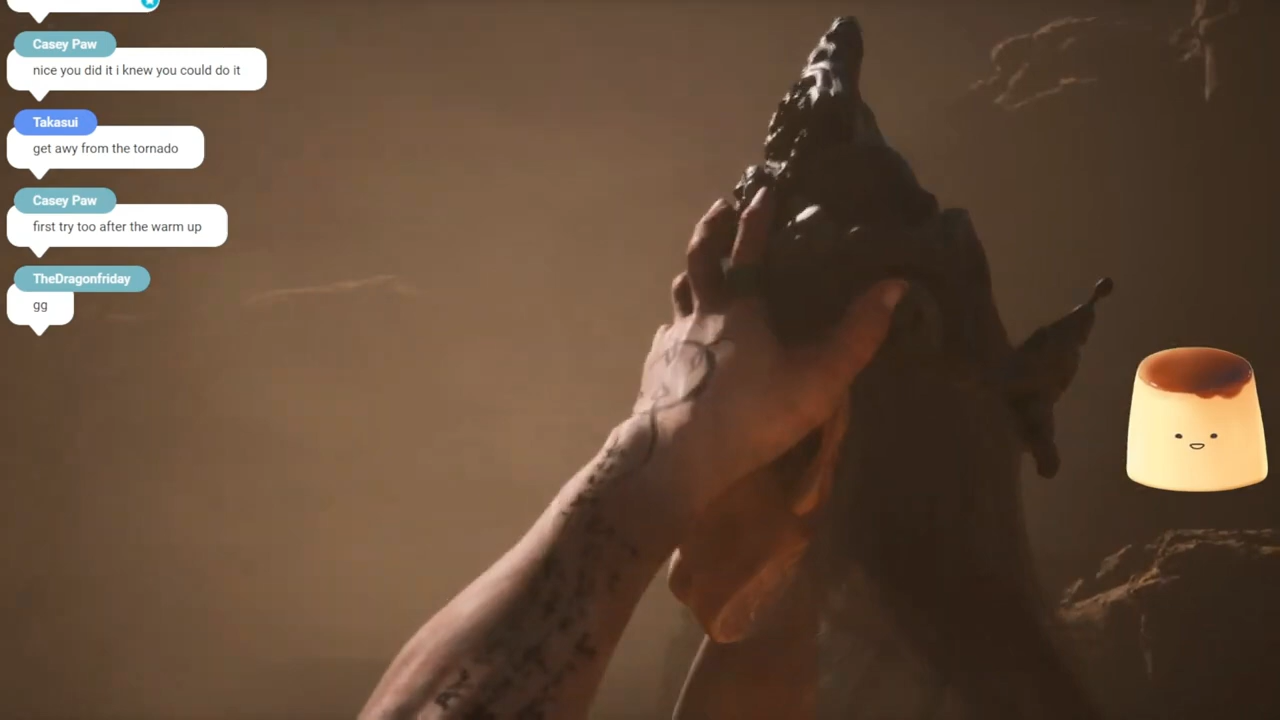 Casey Paw
nice you did it i knew you could do it
Takasui
get awy from the tornado
Casey Paw
first try too after the warm up
TheDragonfriday
gg